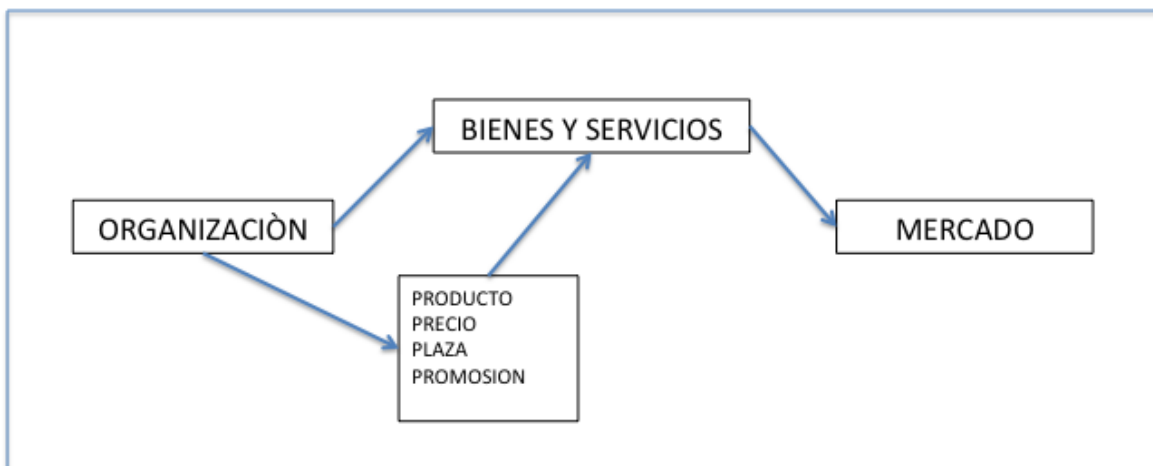 BIENES Y SERVICIOS
ORGANIZACIÒN
MERCADO
PRODUCTO
PRECIO
PLAZA
PROMOSION